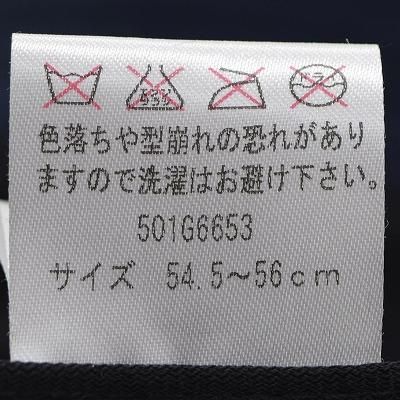 色落ちや型崩れの恐れがあり
ますので洗濯はお避け下さい。
501G6653
サイズ 54.5～56cm